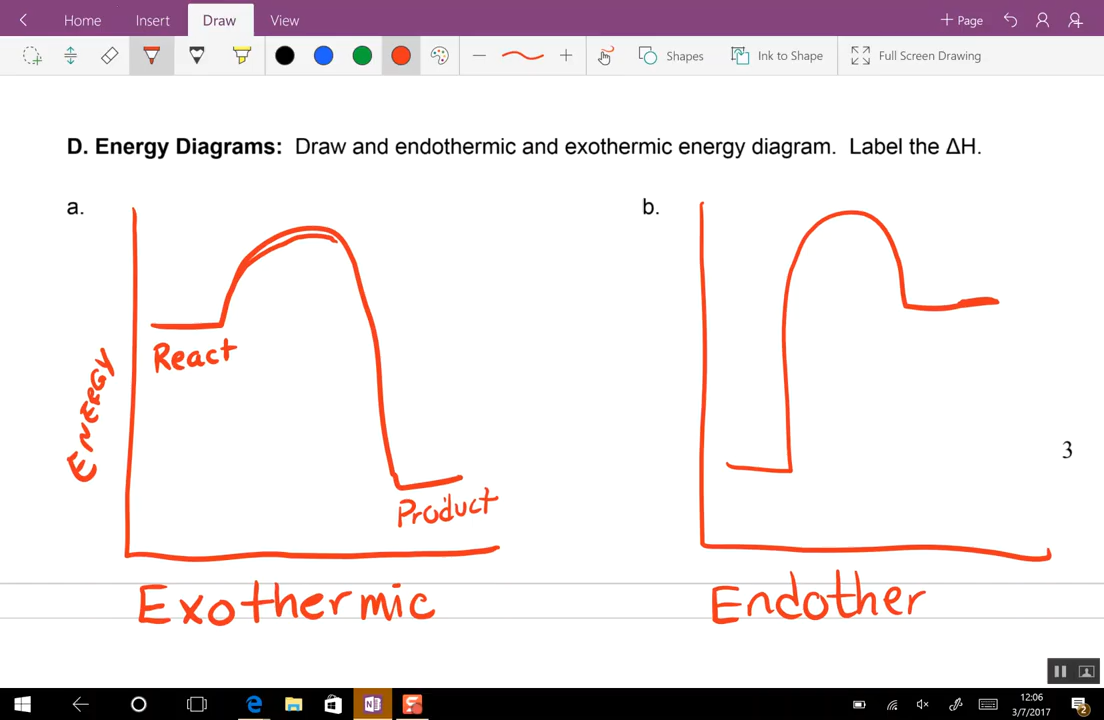 Home Insert Draw View + Page
Shapes Ink to Shape Full Screen Drawing
D. Energy Diagrams: Draw and endothermic and exothermic energy diagram. Label the ΔH.
a.
ENERGY
React
Product
Exothermic
b.
Endother
3
12:06
3/7/2017
2